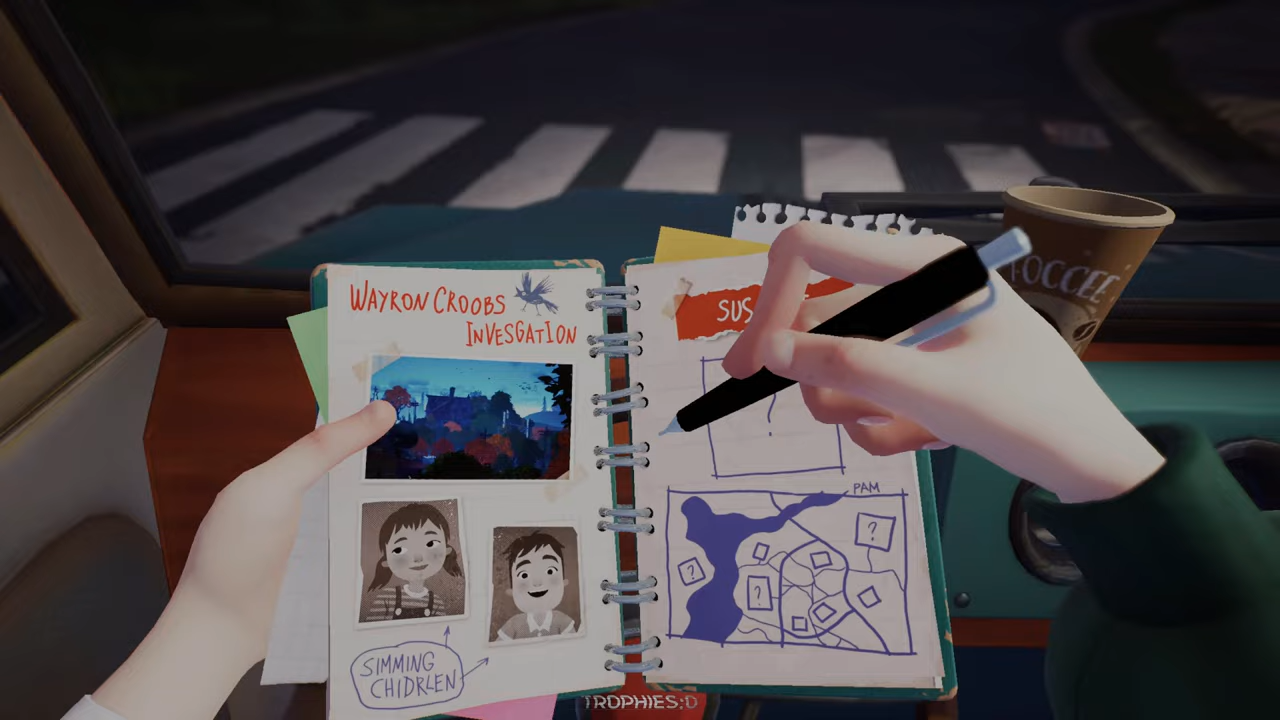 WAYRON CROOBS
INVESGATION
SUS
PAM
?
?
?
?
SIMMING
CHIDRLEN
FOCCEE
TROPHIES;D